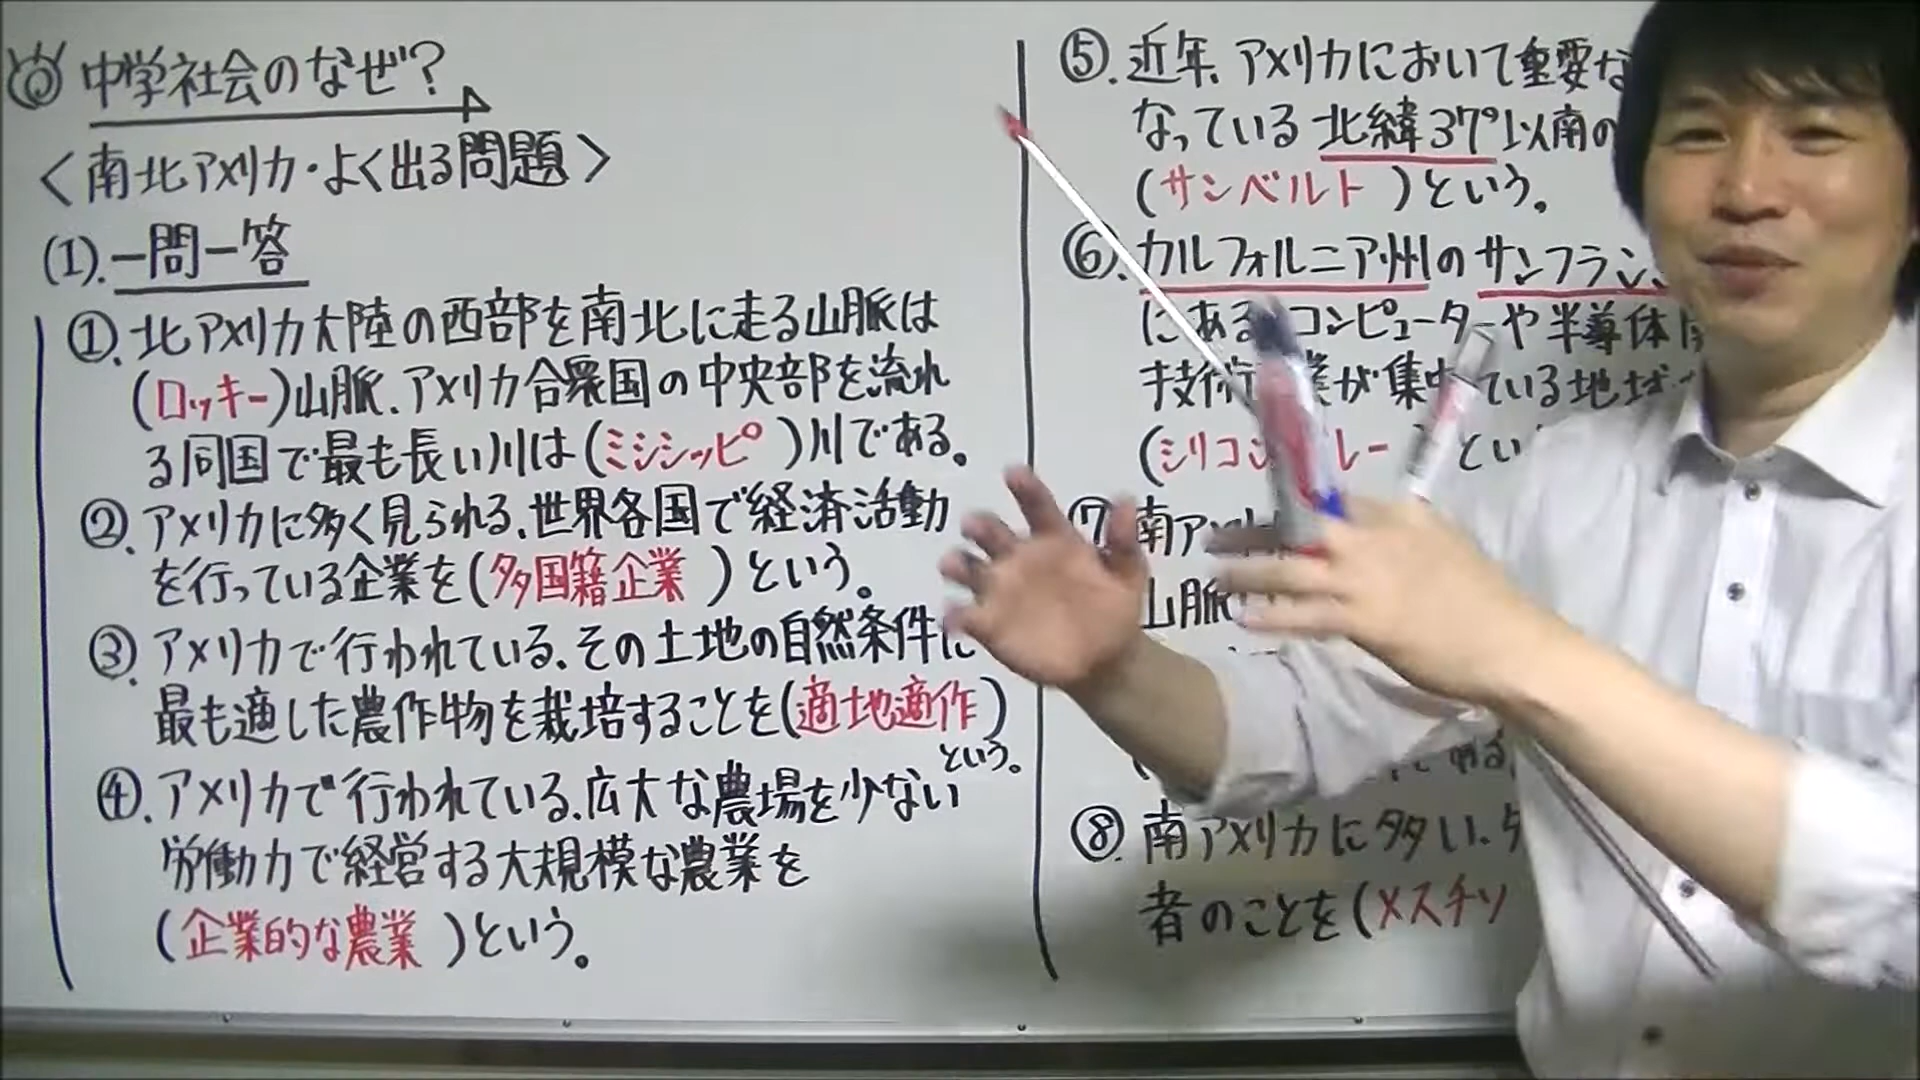 中学社会のなぜ?
<南北アメリカ・よく出る問題>
(1).一問一答
①.北アメリカ大陸の西部を南北に走る山脈は
(ロッキー)山脈、アメリカ合衆国の中央部を流れ
る同国で最も長い川は(ミシシッピ)川である。
②.アメリカに多く見られる、世界各国で経済活動
を行っている企業を(多国籍企業)という。
③.アメリカで行われている、その土地の自然条件に
最も適した農作物を栽培することを(適地適作)
という。
④.アメリカで行われている、広大な農場を少ない
労働力で経営する大規模な農業を
(企業的な農業)という。
⑤.近年、アメリカにおいて重要な
なっている北緯37°以南の
(サンベルト)という。
⑥.カルフォルニア州のサンフラン
にある コンピューターや半導体
技術 業が集中 ている地域
(シリコン レー
⑦ 南ア
山脈
⑧.南アメリカに多い、
者のことを(メスチソ